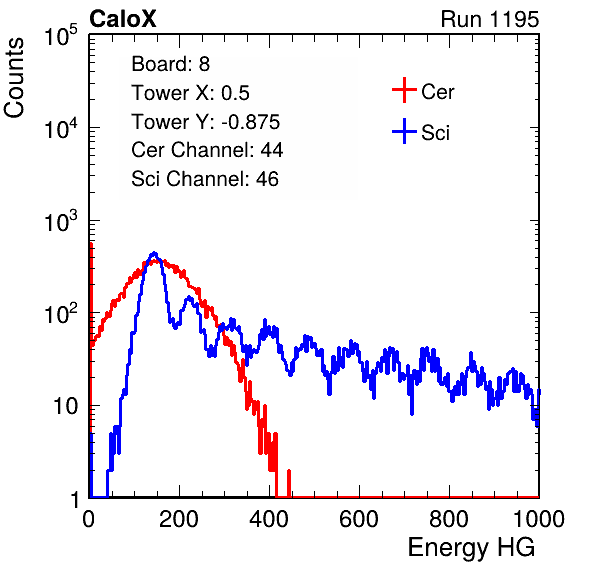 CaloX Run 1195
Counts
10^5
10^4
10^3
10^2
10
1
Board: 8
Tower X: 0.5
Tower Y: -0.875
Cer Channel: 44
Sci Channel: 46
Cer
Sci
0 200 400 600 800 1000
Energy HG